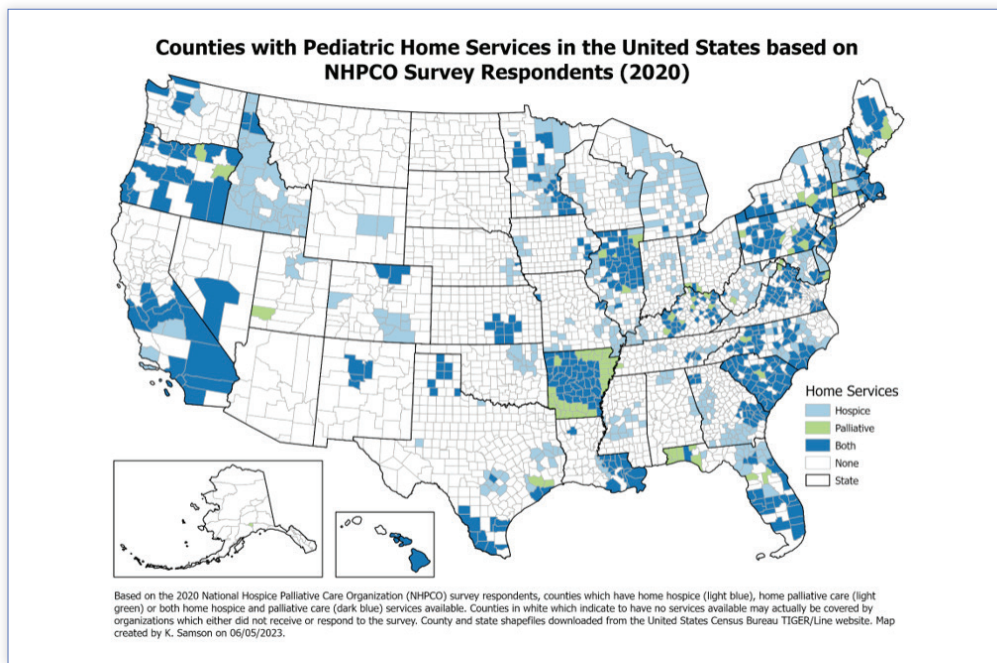 Counties with Pediatric Home Services in the United States based on
NHPCO Survey Respondents (2020)
Home Services
Hospice
Palliative
Both
None
State
Based on the 2020 National Hospice Palliative Care Organization (NHPCO) survey respondents, counties which have home hospice (light blue), home palliative care (light
green) or both home hospice and palliative care (dark blue) services available. Counties in white which indicate to have no services available may actually be covered by
organizations which either did not receive or respond to the survey. County and state shapefiles downloaded from the United States Census Bureau TIGER/Line website. Map
created by K. Samson on 06/05/2023.